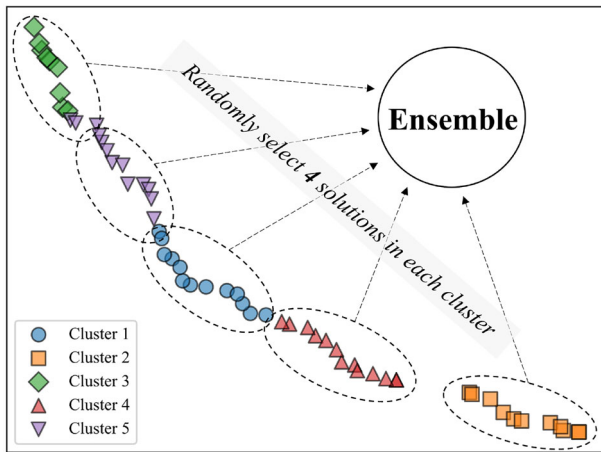 Ensemble
Randomly select 4 solutions in each cluster
Cluster 1
Cluster 2
Cluster 3
Cluster 4
Cluster 5